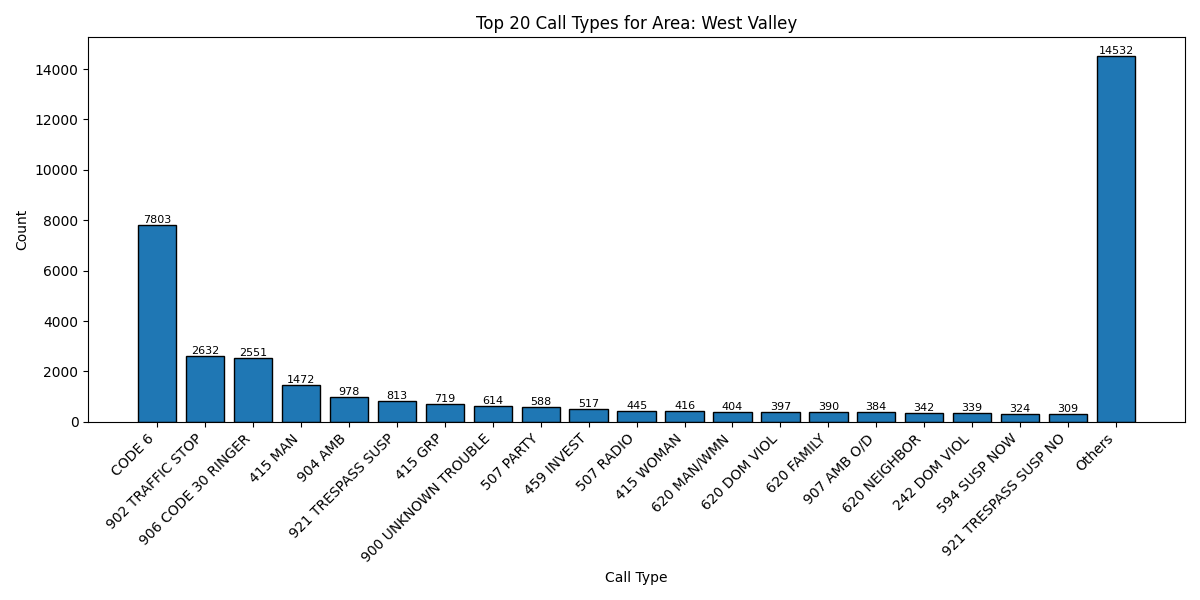 Top 20 Call Types for Area: West Valley
Count
14000
12000
10000
8000
6000
4000
2000
0
7803
2632
2551
1472
978
813
719
614
588
517
445
416
404
397
390
384
342
339
324
309
14532
CODE 6
902 TRAFFIC STOP
906 CODE 30 RINGER
415 MAN
904 AMB
921 TRESPASS SUSP
415 GRP
900 UNKNOWN TROUBLE
507 PARTY
459 INVEST
507 RADIO
415 WOMAN
620 MAN/WMN
620 DOM VIOL
620 FAMILY
907 AMB O/D
620 NEIGHBOR
242 DOM VIOL
594 SUSP NOW
921 TRESPASS SUSP NO
Others
Call Type